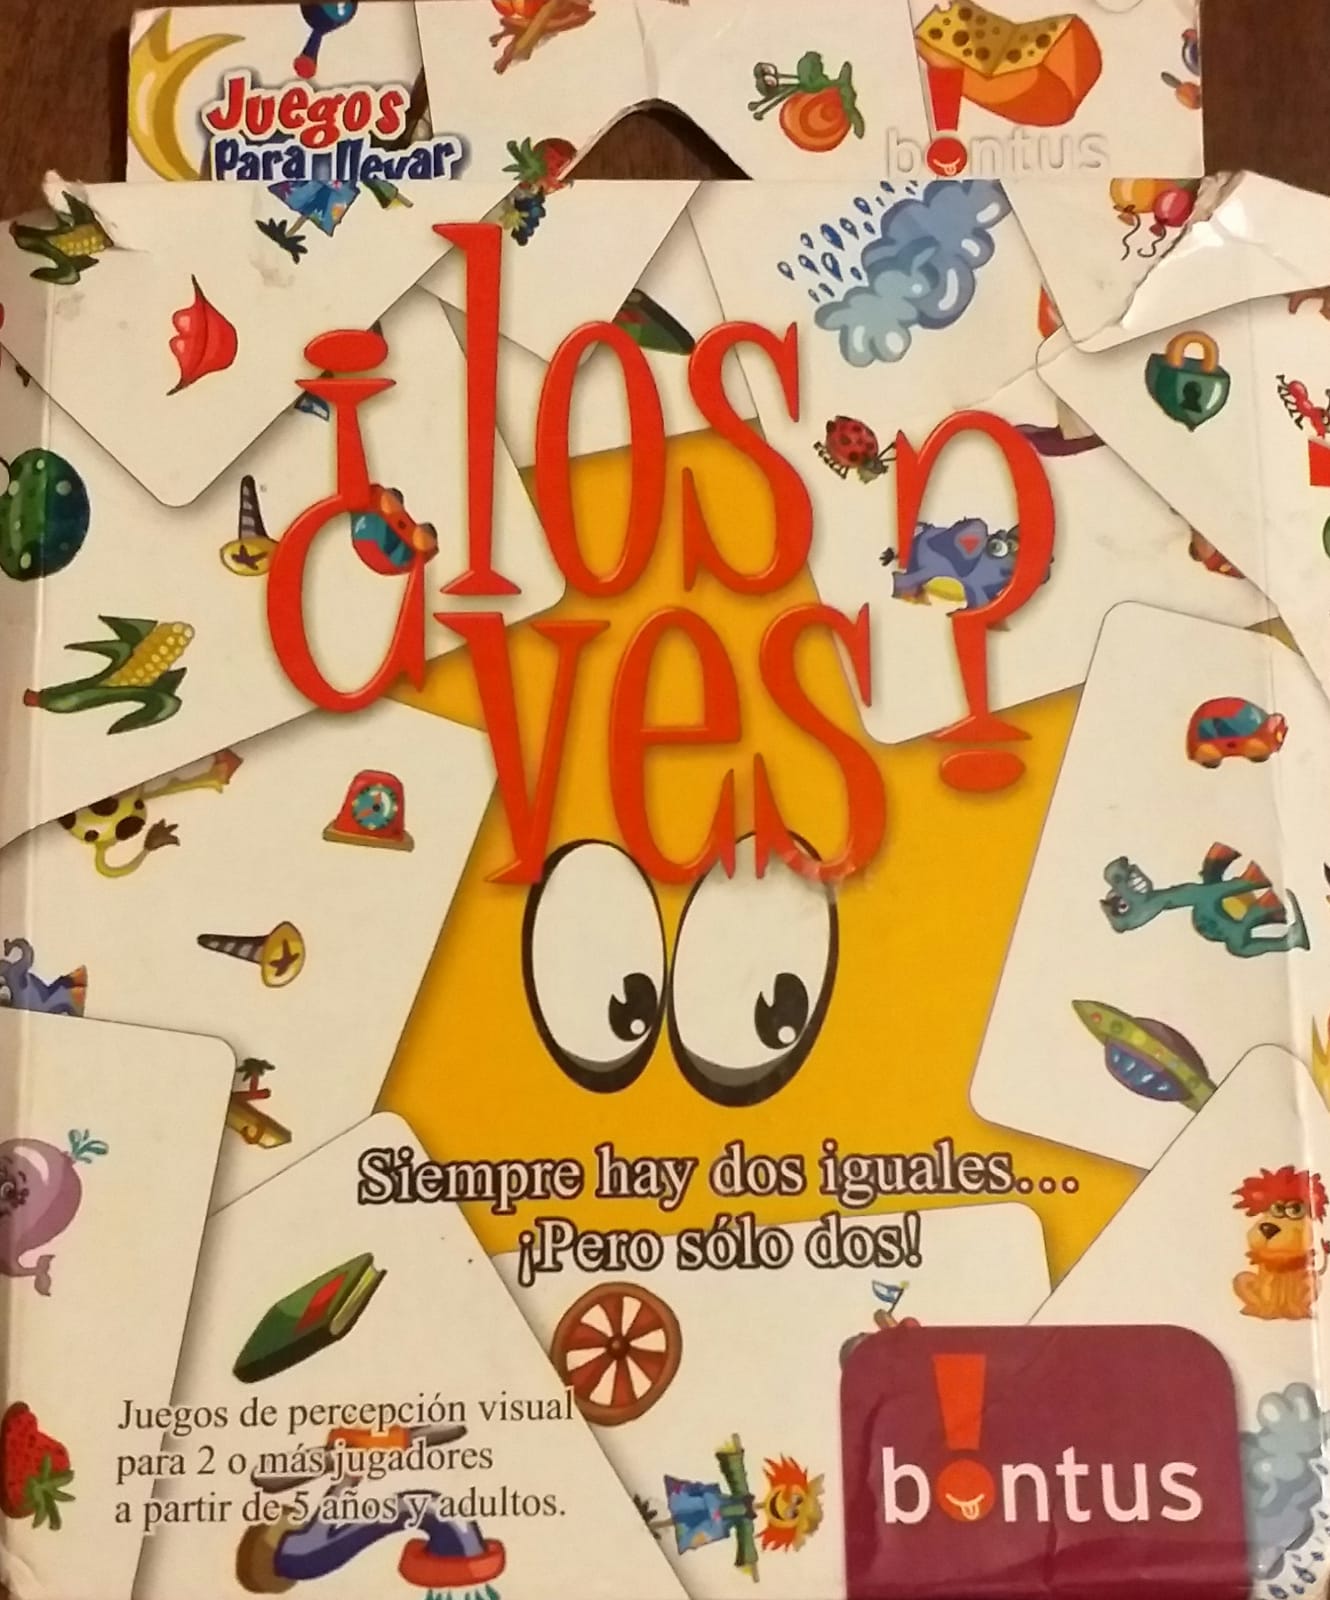 Juegos
Para llevar
bontus
¡los
ves!
Siempre hay dos iguales...
¡Pero sólo dos!
Juegos de percepción visual
para 2 o más jugadores
a partir de 5 años y adultos.
bontus